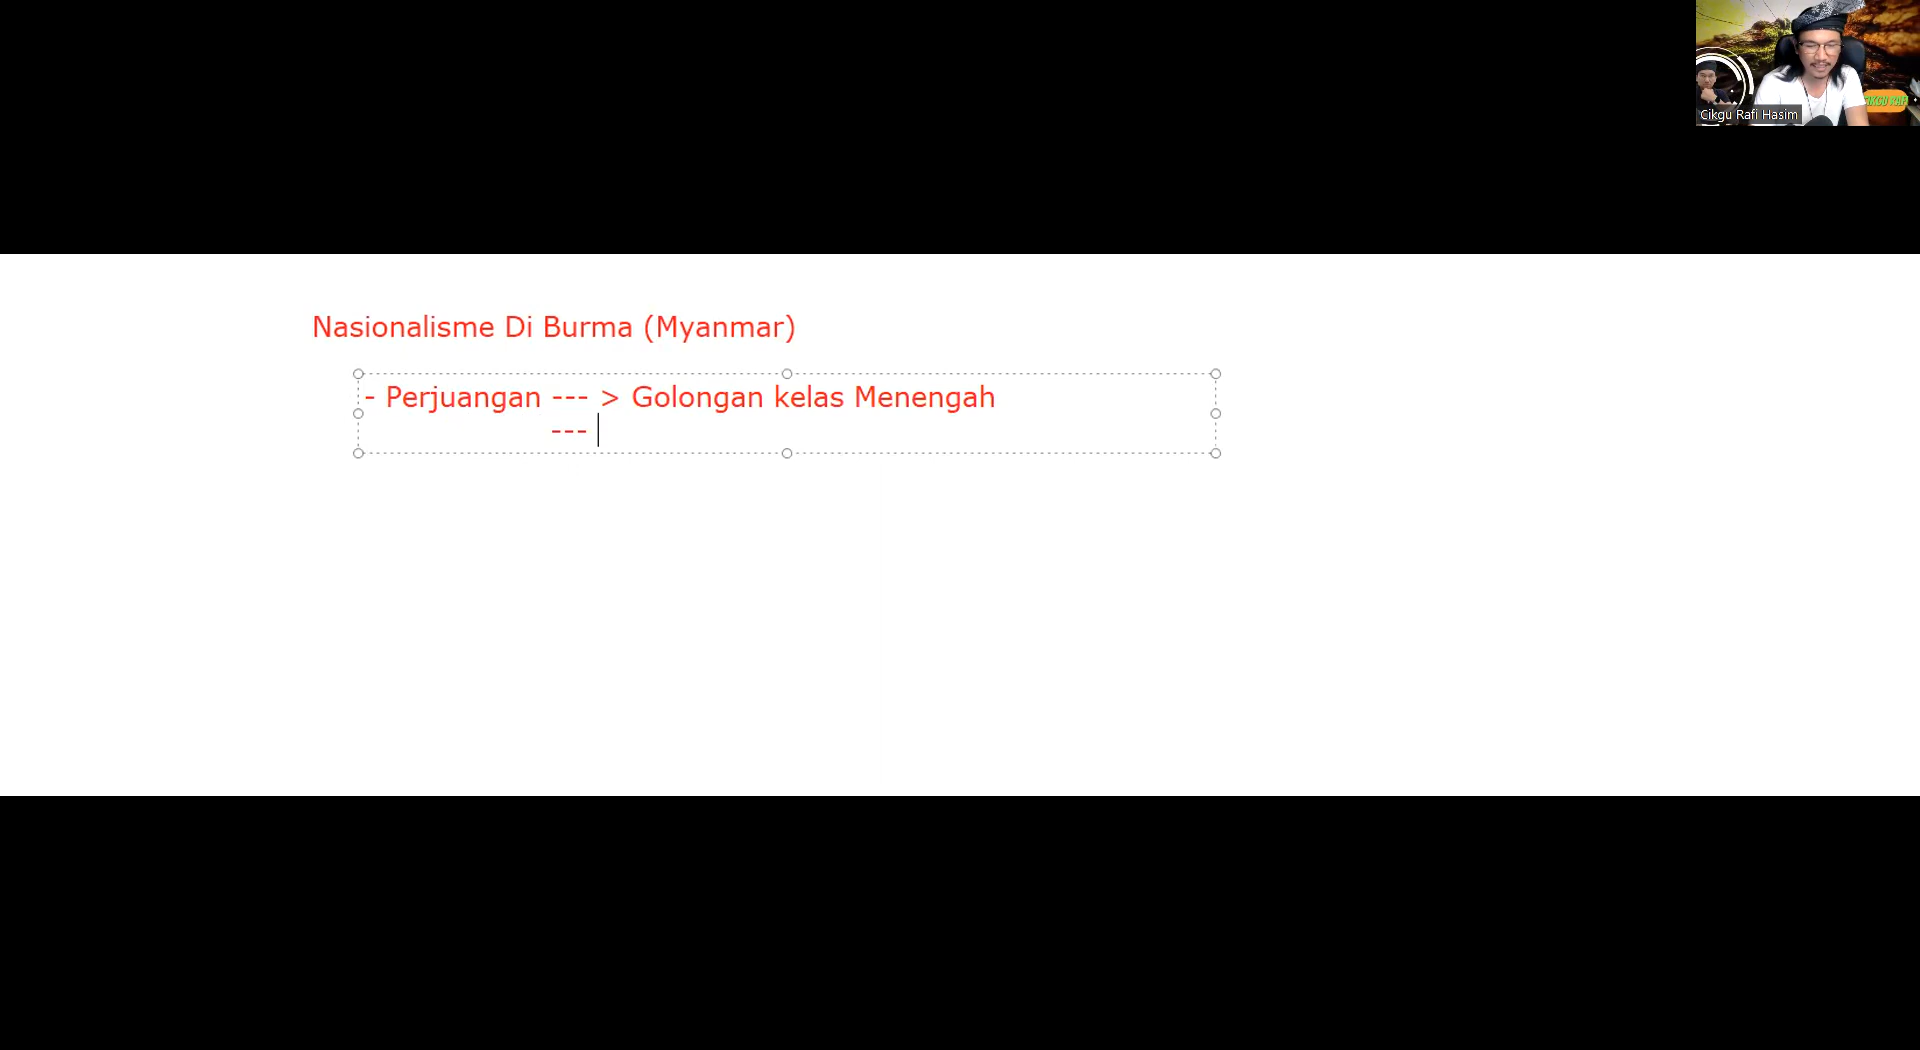 Cikgu Rafi Hasim
Nasionalisme Di Burma (Myanmar)
- Perjuangan --- > Golongan kelas Menengah
---